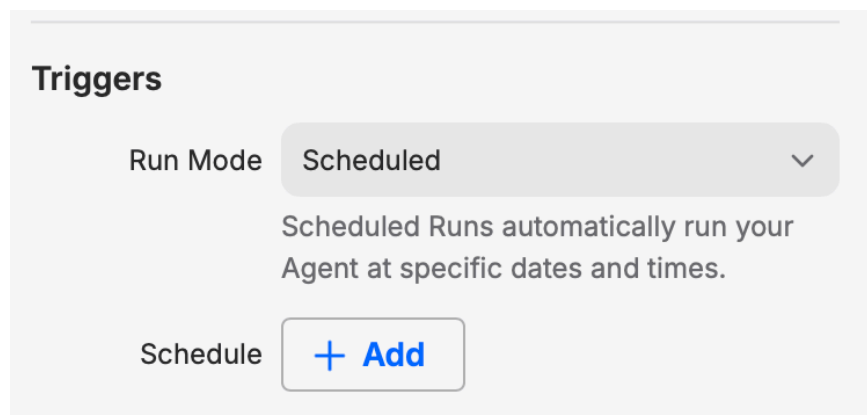 Triggers
Run Mode Scheduled
Scheduled Runs automatically run your
Agent at specific dates and times.
Schedule + Add